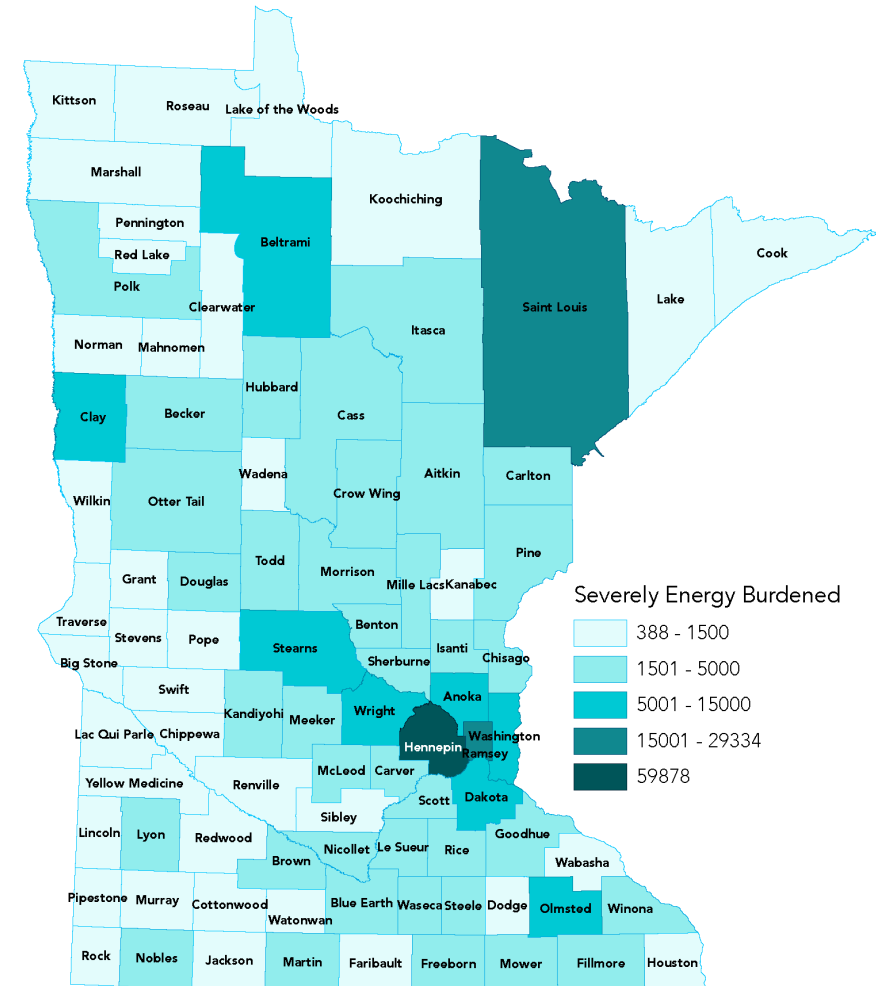 Kittson
Roseau
Lake of the Woods
Marshall
Koochiching
Pennington
Beltrami
Red Lake
Cook
Polk
Clearwater
Saint Louis
Lake
Itasca
Norman
Mahnomen
Hubbard
Clay
Becker
Cass
Wadena
Aitkin
Carlton
Wilkin
Otter Tail
Crow Wing
Pine
Todd
Grant
Douglas
Morrison
Mille Lacs
Kanabec
Severely Energy Burdened
388 - 1500
1501 - 5000
5001 - 15000
15001 - 29334
59878
Traverse
Stevens
Pope
Benton
Stearns
Isanti
Big Stone
Sherburne
Chisago
Swift
Anoka
Kandiyohi
Meeker
Wright
Lac Qui Parle
Chippewa
Washington
Hennepin
Ramsey
Yellow Medicine
Renville
McLeod
Carver
Scott
Dakota
Sibley
Lincoln
Lyon
Redwood
Goodhue
Brown
Nicollet
Le Sueur
Rice
Wabasha
Pipestone
Murray
Cottonwood
Watonwan
Blue Earth
Waseca
Steele
Dodge
Olmsted
Winona
Rock
Nobles
Jackson
Martin
Faribault
Freeborn
Mower
Fillmore
Houston